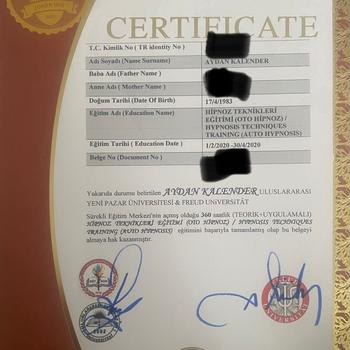 CERTIFICATE
T.C. Kimlik No ( TR identity No )
Adı Soyadı (Name Surname) AYDAN KALENDER
Baba Adı (Father Name )
Anne Adı ( Mother Name )
Doğum Tarihi (Date Of Birth) 17/4/1983
Eğitim Adı (Education Name) HİPNOZ TEKNİKLERİ
EĞİTİMİ (OTO HİPNOZ) /
HYPNOSIS TECHNIQUES
TRAINING (AUTO HYPNOSIS)
Eğitim Tarihi ( Education Date ) 1/2/2020 -30/4/2020
Belge No (Document No )
Yukarıda durumu belirtilen AYDAN KALENDER ULUSLARARASI
YENİ PAZAR ÜNİVERSİTESİ & FREUD UNİVERSITAT
Sürekli Eğitim Merkezi'nin açmış olduğu 360 saatlik (TEORİK+UYGULAMALI)
HİPNOZ TEKNİKLERİ EĞİTİMİ (OTO HİPNOZ) / HYPNOSIS TECHNIQUES
TRAINING (AUTO HYPNOSIS) eğitimini başarıyla tamamlamış olup bu belgeyi
almaya hak kazanmıştır.